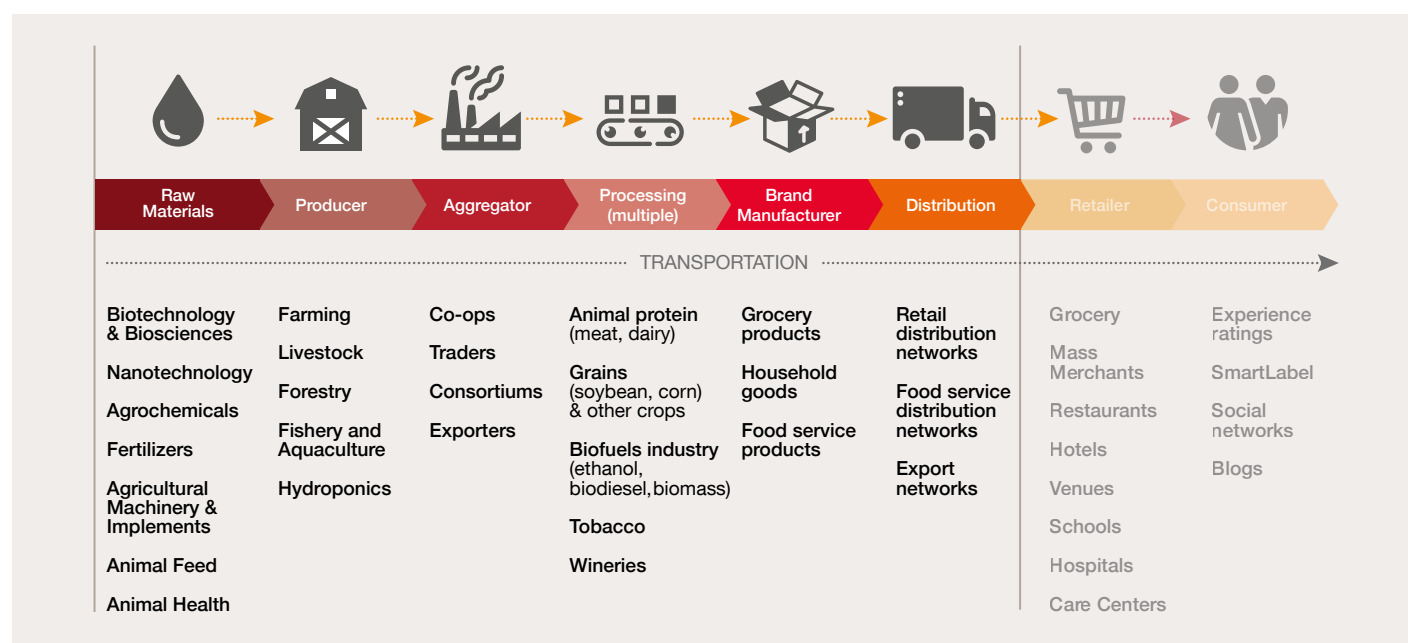 Raw
Materials
Producer
Aggregator
Processing
(multiple)
Brand
Manufacturer
Distribution
Retailer
Consumer
TRANSPORTATION
Biotechnology
& Biosciences
Nanotechnology
Agrochemicals
Fertilizers
Agricultural
Machinery &
Implements
Animal Feed
Animal Health
Farming
Livestock
Forestry
Fishery and
Aquaculture
Hydroponics
Co-ops
Traders
Consortiums
Exporters
Animal protein
(meat, dairy)
Grains
(soybean, corn)
& other crops
Biofuels industry
(ethanol,
biodiesel, biomass)
Tobacco
Wineries
Grocery
products
Household
goods
Food service
products
Retail
distribution
networks
Food service
distribution
networks
Export
networks
Grocery
Mass
Merchants
Restaurants
Hotels
Venues
Schools
Hospitals
Care Centers
Experience
ratings
SmartLabel
Social
networks
Blogs